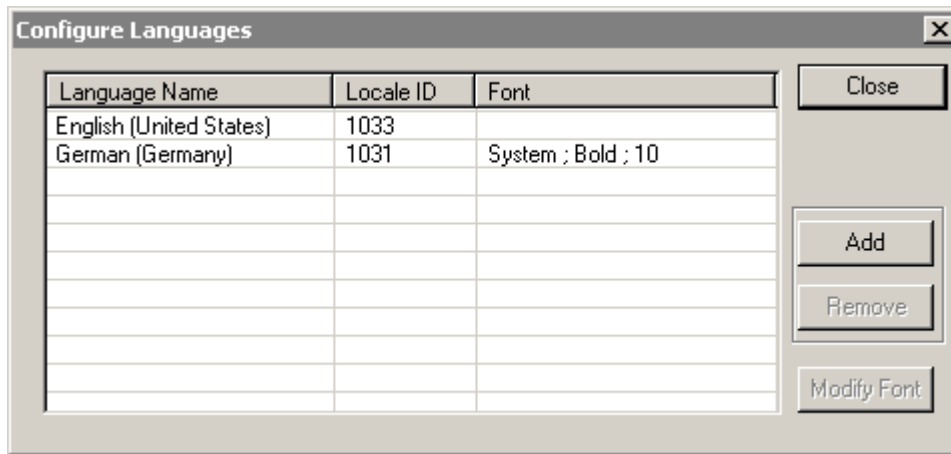 Configure Languages
Language Name Locale ID Font
English (United States) 1033
German (Germany) 1031 System ; Bold ; 10
Close
Add
Remove
Modify Font